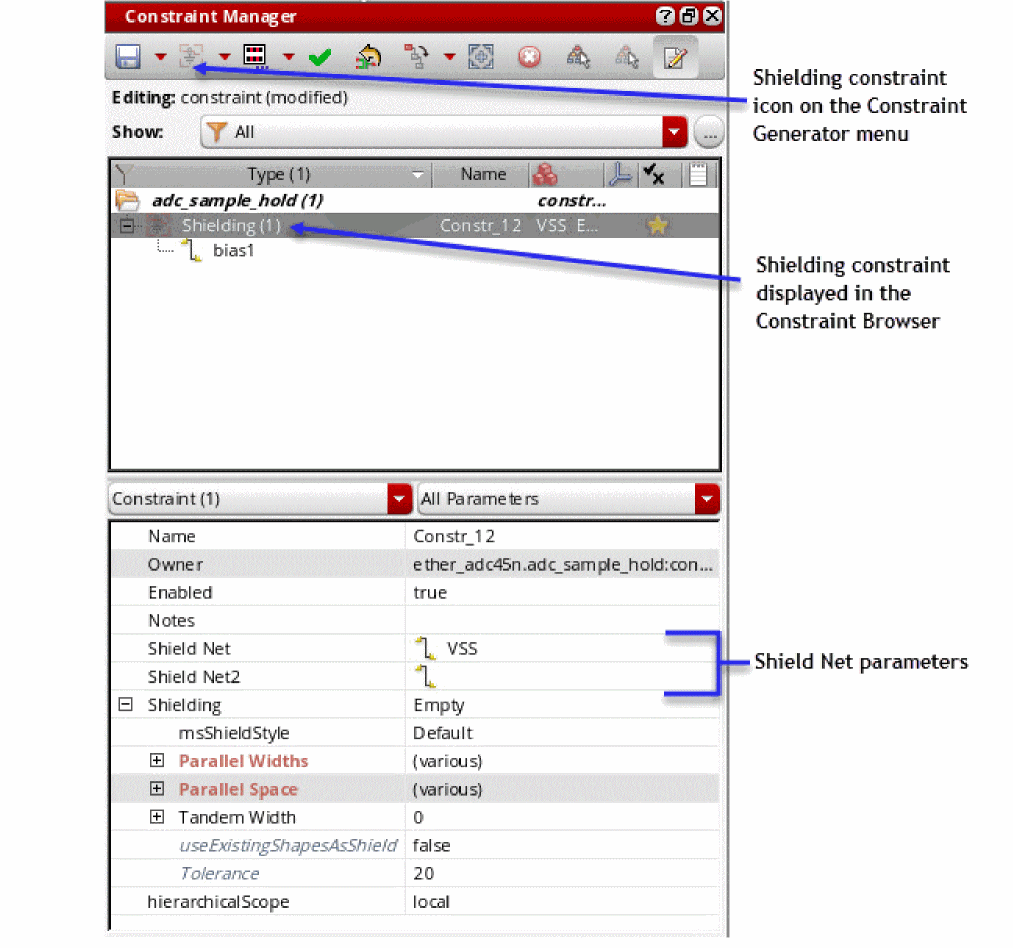 Constraint Manager
Editing: constraint (modified)
Show: All ...
Type (1) Name
adc_sample_hold (1) constr...
Shielding (1) Constr_12 VSS E...
bias1
Shielding constraint
icon on the Constraint
Generator menu
Shielding constraint
displayed in the
Constraint Browser
Constraint (1) All Parameters
Name Constr_12
Owner ether_adc45n.adc_sample_hold:con...
Enabled true
Notes
Shield Net VSS
Shield Net2
Shield Net parameters
Shielding Empty
msShieldStyle Default
Parallel Widths (various)
Parallel Space (various)
Tandem Width 0
useExistingShapesAsShield false
Tolerance 20
hierarchicalScope local